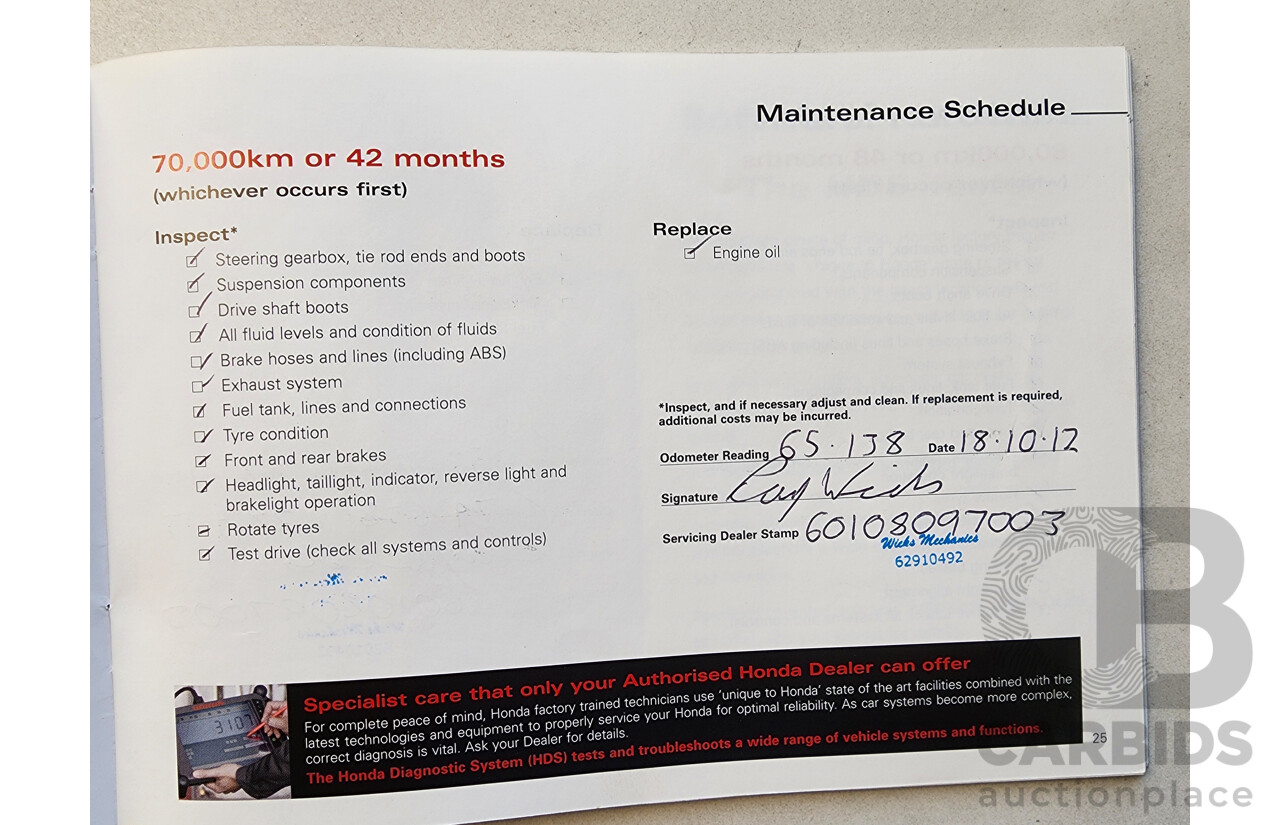 Maintenance Schedule
70,000km or 42 months
(whichever occurs first)
Inspect*
Steering gearbox, tie rod ends and boots
Suspension components
Drive shaft boots
All fluid levels and condition of fluids
Brake hoses and lines (including ABS)
Exhaust system
Fuel tank, lines and connections
Tyre condition
Front and rear brakes
Headlight, taillight, indicator, reverse light and
brakelight operation
Rotate tyres
Test drive (check all systems and controls)
Replace
Engine oil
*Inspect, and if necessary adjust and clean. If replacement is required,
additional costs may be incurred.
Odometer Reading 65·138 Date 18·10·12
Signature Ray Wicks
Servicing Dealer Stamp 60108097003
Wicks Mechanics
62910492
Specialist care that only your Authorised Honda Dealer can offer
For complete peace of mind, Honda factory trained technicians use 'unique to Honda' state of the art facilities combined with the
latest technologies and equipment to properly service your Honda for optimal reliability. As car systems become more complex,
correct diagnosis is vital. Ask your Dealer for details.
The Honda Diagnostic System (HDS) tests and troubleshoots a wide range of vehicle systems and functions.
3107
25
CB
CARBIDS
auctionplace